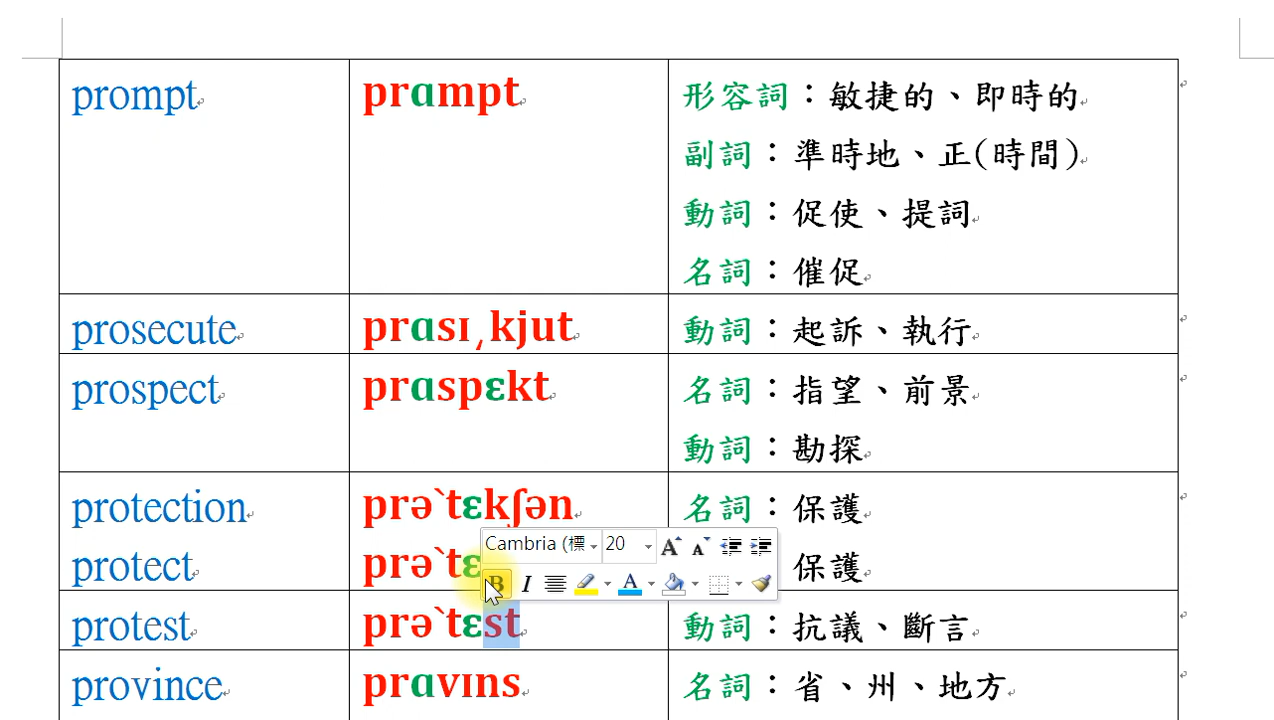 prompt prɑmpt 形容詞：敏捷的、即時的
副詞：準時地、正(時間)
動詞：促使、提詞
名詞：催促
prosecute prɑsɪˌkjut 動詞：起訴、執行
prospect prɑspɛkt 名詞：指望、前景
動詞：勘探
protection prəˋtɛkʃən 名詞：保護
Cambria (標 20
protect prəˋtɛ 保護
B I A
protest prəˋtɛst 動詞：抗議、斷言
province prɑvɪns 名詞：省、州、地方